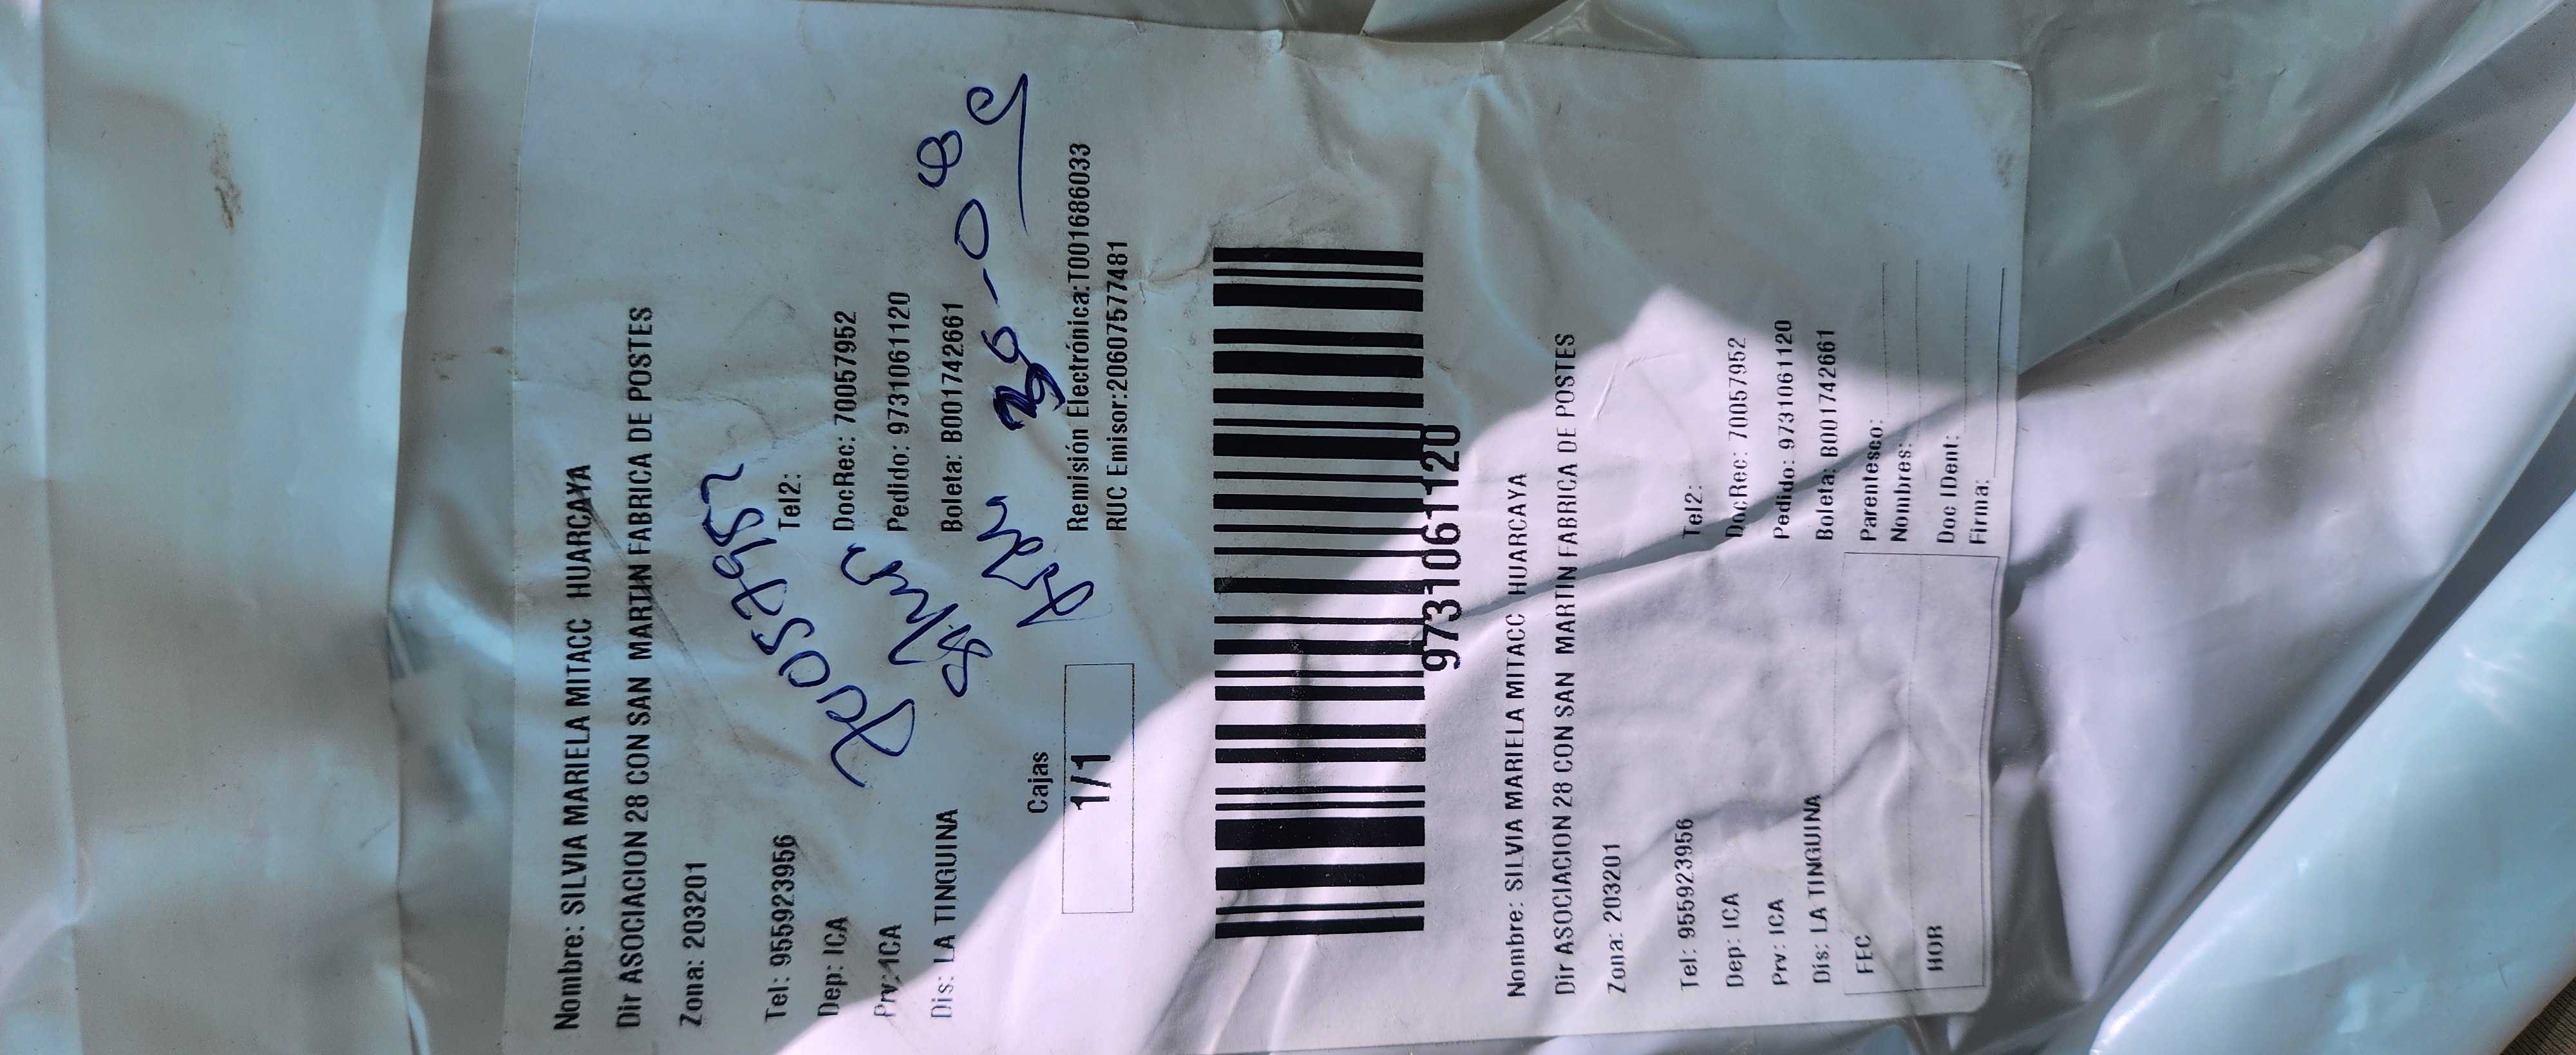 Nombre: SILVIA MARIELA MITACC HUARCAYA
Dir ASOCIACION 28 CON SAN MARTIN FABRICA DE POSTES
Zona: 203201
70057952
Tel: 955923956 Tel2:
Dep: ICA DocRec: 70057952
Prv: ICA Pedido: 9731061120
Dis: LA TINGUINA Boleta: B001742661
Cajas
1/1
Remisión Electrónica:T001686033
RUC Emisor:20607577481
9731061120
Nombre: SILVIA MARIELA MITACC HUARCAYA
Dir ASOCIACION 28 CON SAN MARTIN FABRICA DE POSTES
Zona: 203201
Tel: 955923956 Tel2:
Dep: ICA DocRec: 70057952
Prv: ICA Pedido: 9731061120
Dis: LA TINGUINA Boleta: B001742661
FEC Parentesco:
Nombres:
HOR Doc IDent:
Firma: